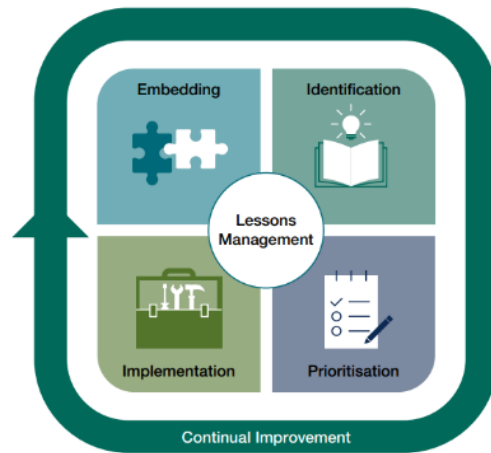 Embedding
Identification
Lessons
Management
Implementation
Prioritisation
Continual Improvement